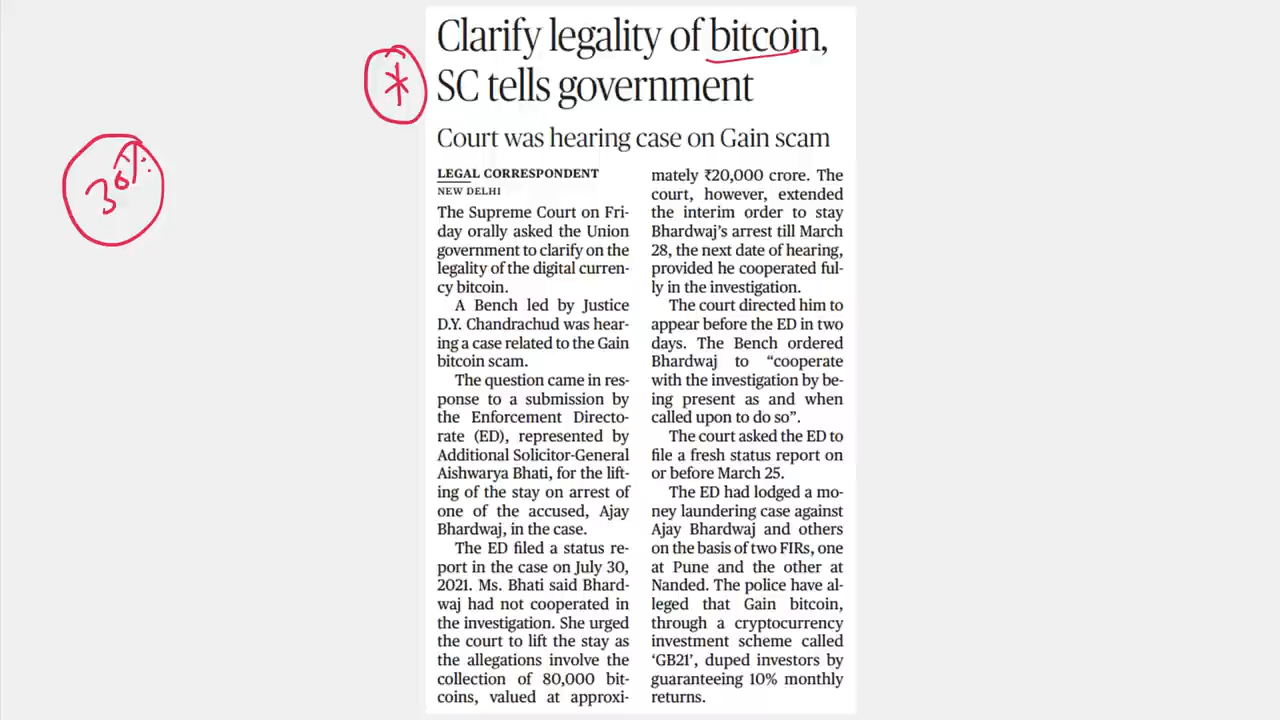 Clarify legality of bitcoin,
SC tells government
*
30%
Court was hearing case on Gain scam
LEGAL CORRESPONDENT
NEW DELHI
The Supreme Court on Fri-
day orally asked the Union
government to clarify on the
legality of the digital curren-
cy bitcoin.
A Bench led by Justice
D.Y. Chandrachud was hear-
ing a case related to the Gain
bitcoin scam.
The question came in res-
ponse to a submission by
the Enforcement Directo-
rate (ED), represented by
Additional Solicitor-General
Aishwarya Bhati, for the lift-
ing of the stay on arrest of
one of the accused, Ajay
Bhardwaj, in the case.
The ED filed a status re-
port in the case on July 30,
2021. Ms. Bhati said Bhard-
waj had not cooperated in
the investigation. She urged
the court to lift the stay as
the allegations involve the
collection of 80,000 bit-
coins, valued at approxi-
mately ₹20,000 crore. The
court, however, extended
the interim order to stay
Bhardwaj's arrest till March
28, the next date of hearing,
provided he cooperated ful-
ly in the investigation.
The court directed him to
appear before the ED in two
days. The Bench ordered
Bhardwaj to “cooperate
with the investigation by be-
ing present as and when
called upon to do so”.
The court asked the ED to
file a fresh status report on
or before March 25.
The ED had lodged a mo-
ney laundering case against
Ajay Bhardwaj and others
on the basis of two FIRs, one
at Pune and the other at
Nanded. The police have al-
leged that Gain bitcoin,
through a cryptocurrency
investment scheme called
‘GB21’, duped investors by
guaranteeing 10% monthly
returns.